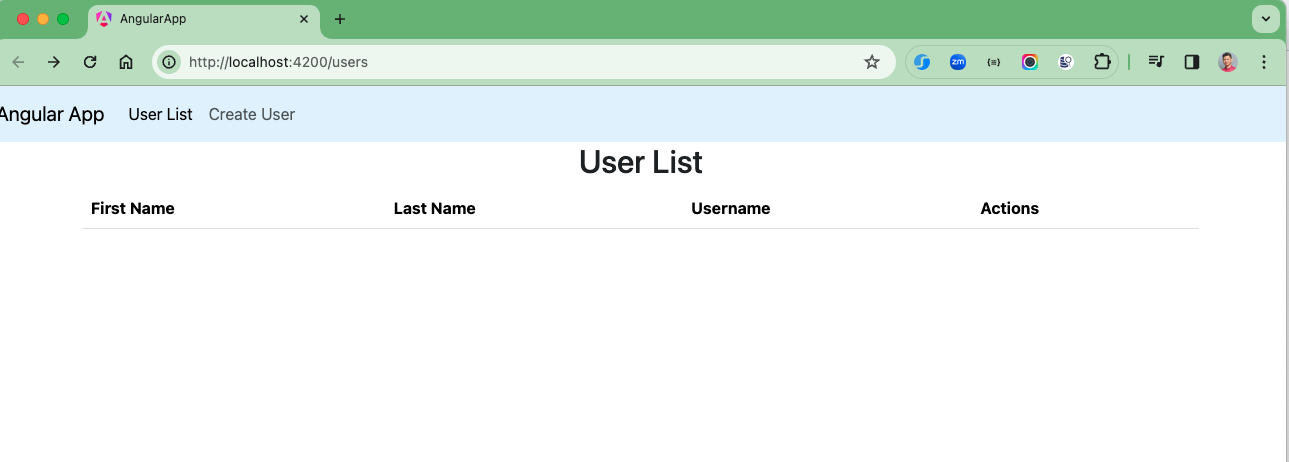 AngularApp
http://localhost:4200/users
zm
Angular App User List Create User
User List
First Name Last Name Username Actions